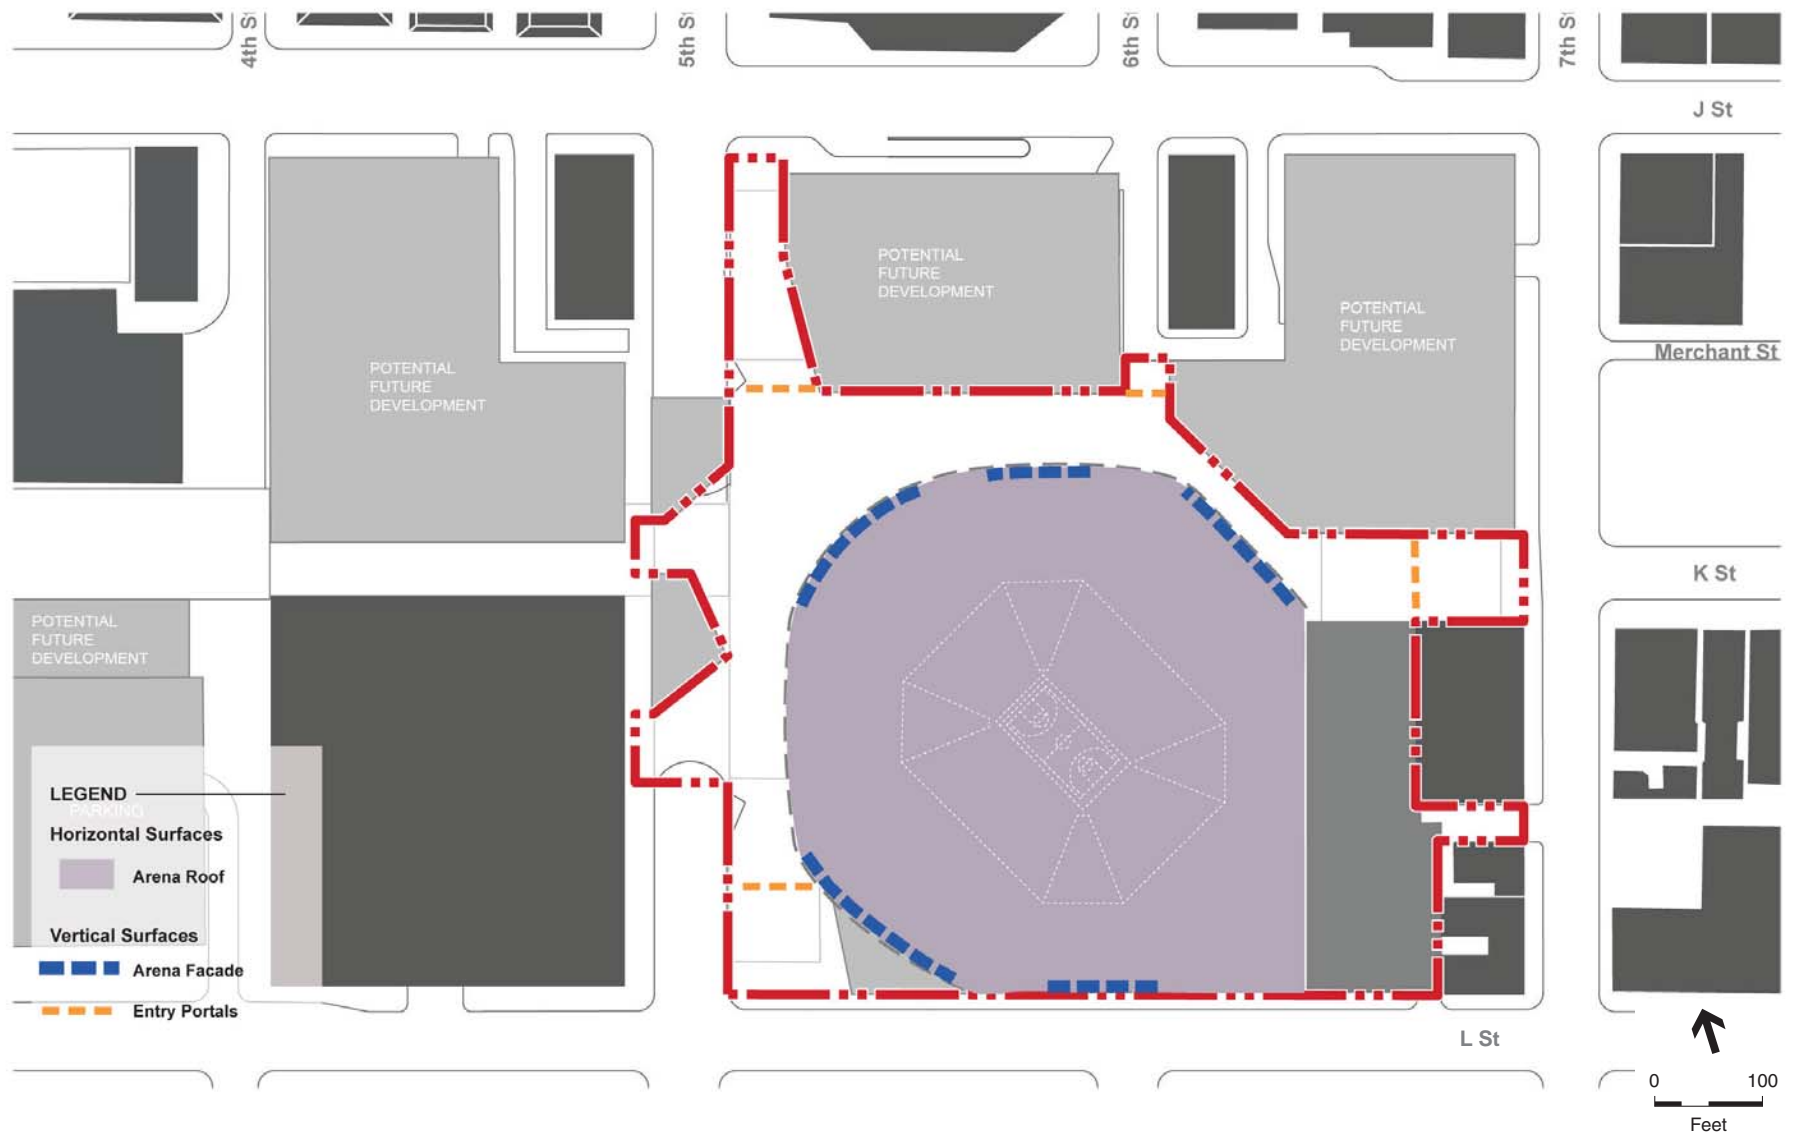 4th St
5th St
6th St
7th St
J St
POTENTIAL
FUTURE
DEVELOPMENT
POTENTIAL
FUTURE
DEVELOPMENT
Merchant St
POTENTIAL
FUTURE
DEVELOPMENT
K St
POTENTIAL
FUTURE
DEVELOPMENT
LEGEND
PARKING
Horizontal Surfaces
Arena Roof
Vertical Surfaces
Arena Facade
Entry Portals
L St
0 100
Feet